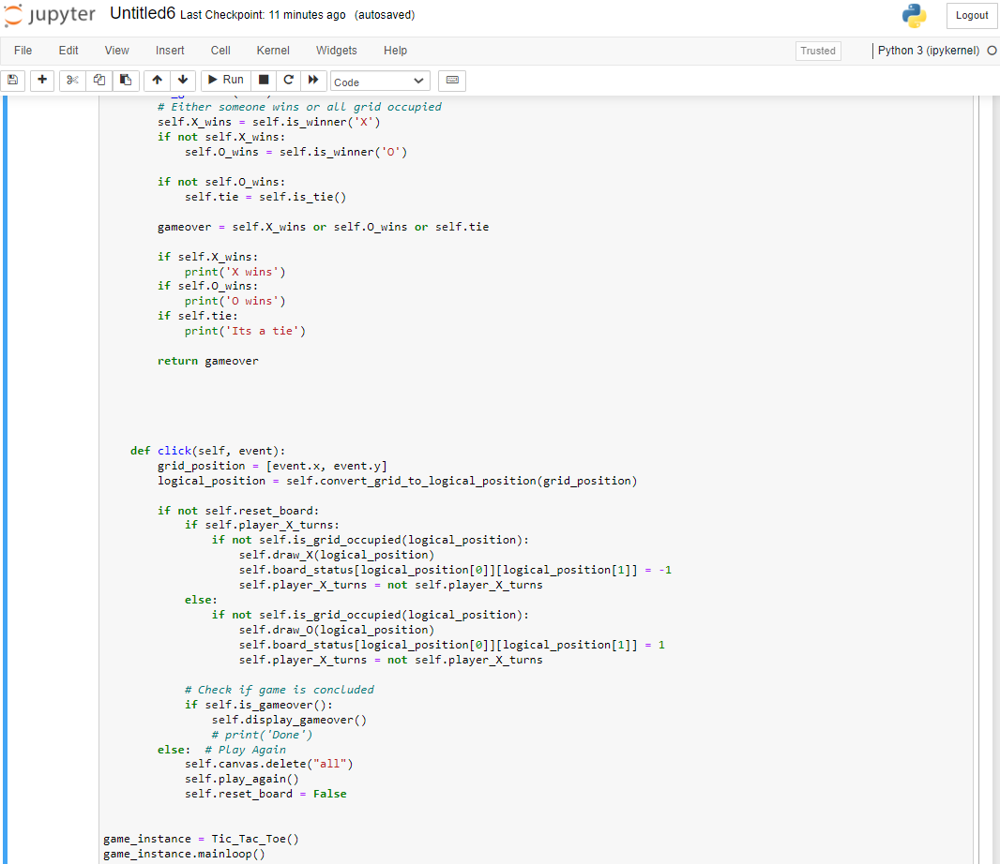 jupyter Untitled6 Last Checkpoint: 11 minutes ago (autosaved)
Logout
File Edit View Insert Cell Kernel Widgets Help
Trusted
Python 3 (ipykernel)
Run
Code
# Either someone wins or all grid occupied
self.X_wins = self.is_winner('X')
if not self.X_wins:
self.O_wins = self.is_winner('O')
if not self.O_wins:
self.tie = self.is_tie()
gameover = self.X_wins or self.O_wins or self.tie
if self.X_wins:
print('X wins')
if self.O_wins:
print('O wins')
if self.tie:
print('Its a tie')
return gameover
def click(self, event):
grid_position = [event.x, event.y]
logical_position = self.convert_grid_to_logical_position(grid_position)
if not self.reset_board:
if self.player_X_turns:
if not self.is_grid_occupied(logical_position):
self.draw_X(logical_position)
self.board_status[logical_position[0]][logical_position[1]] = -1
self.player_X_turns = not self.player_X_turns
else:
if not self.is_grid_occupied(logical_position):
self.draw_O(logical_position)
self.board_status[logical_position[0]][logical_position[1]] = 1
self.player_X_turns = not self.player_X_turns
# Check if game is concluded
if self.is_gameover():
self.display_gameover()
# print('Done')
else:  # Play Again
self.canvas.delete("all")
self.play_again()
self.reset_board = False
game_instance = Tic_Tac_Toe()
game_instance.mainloop()